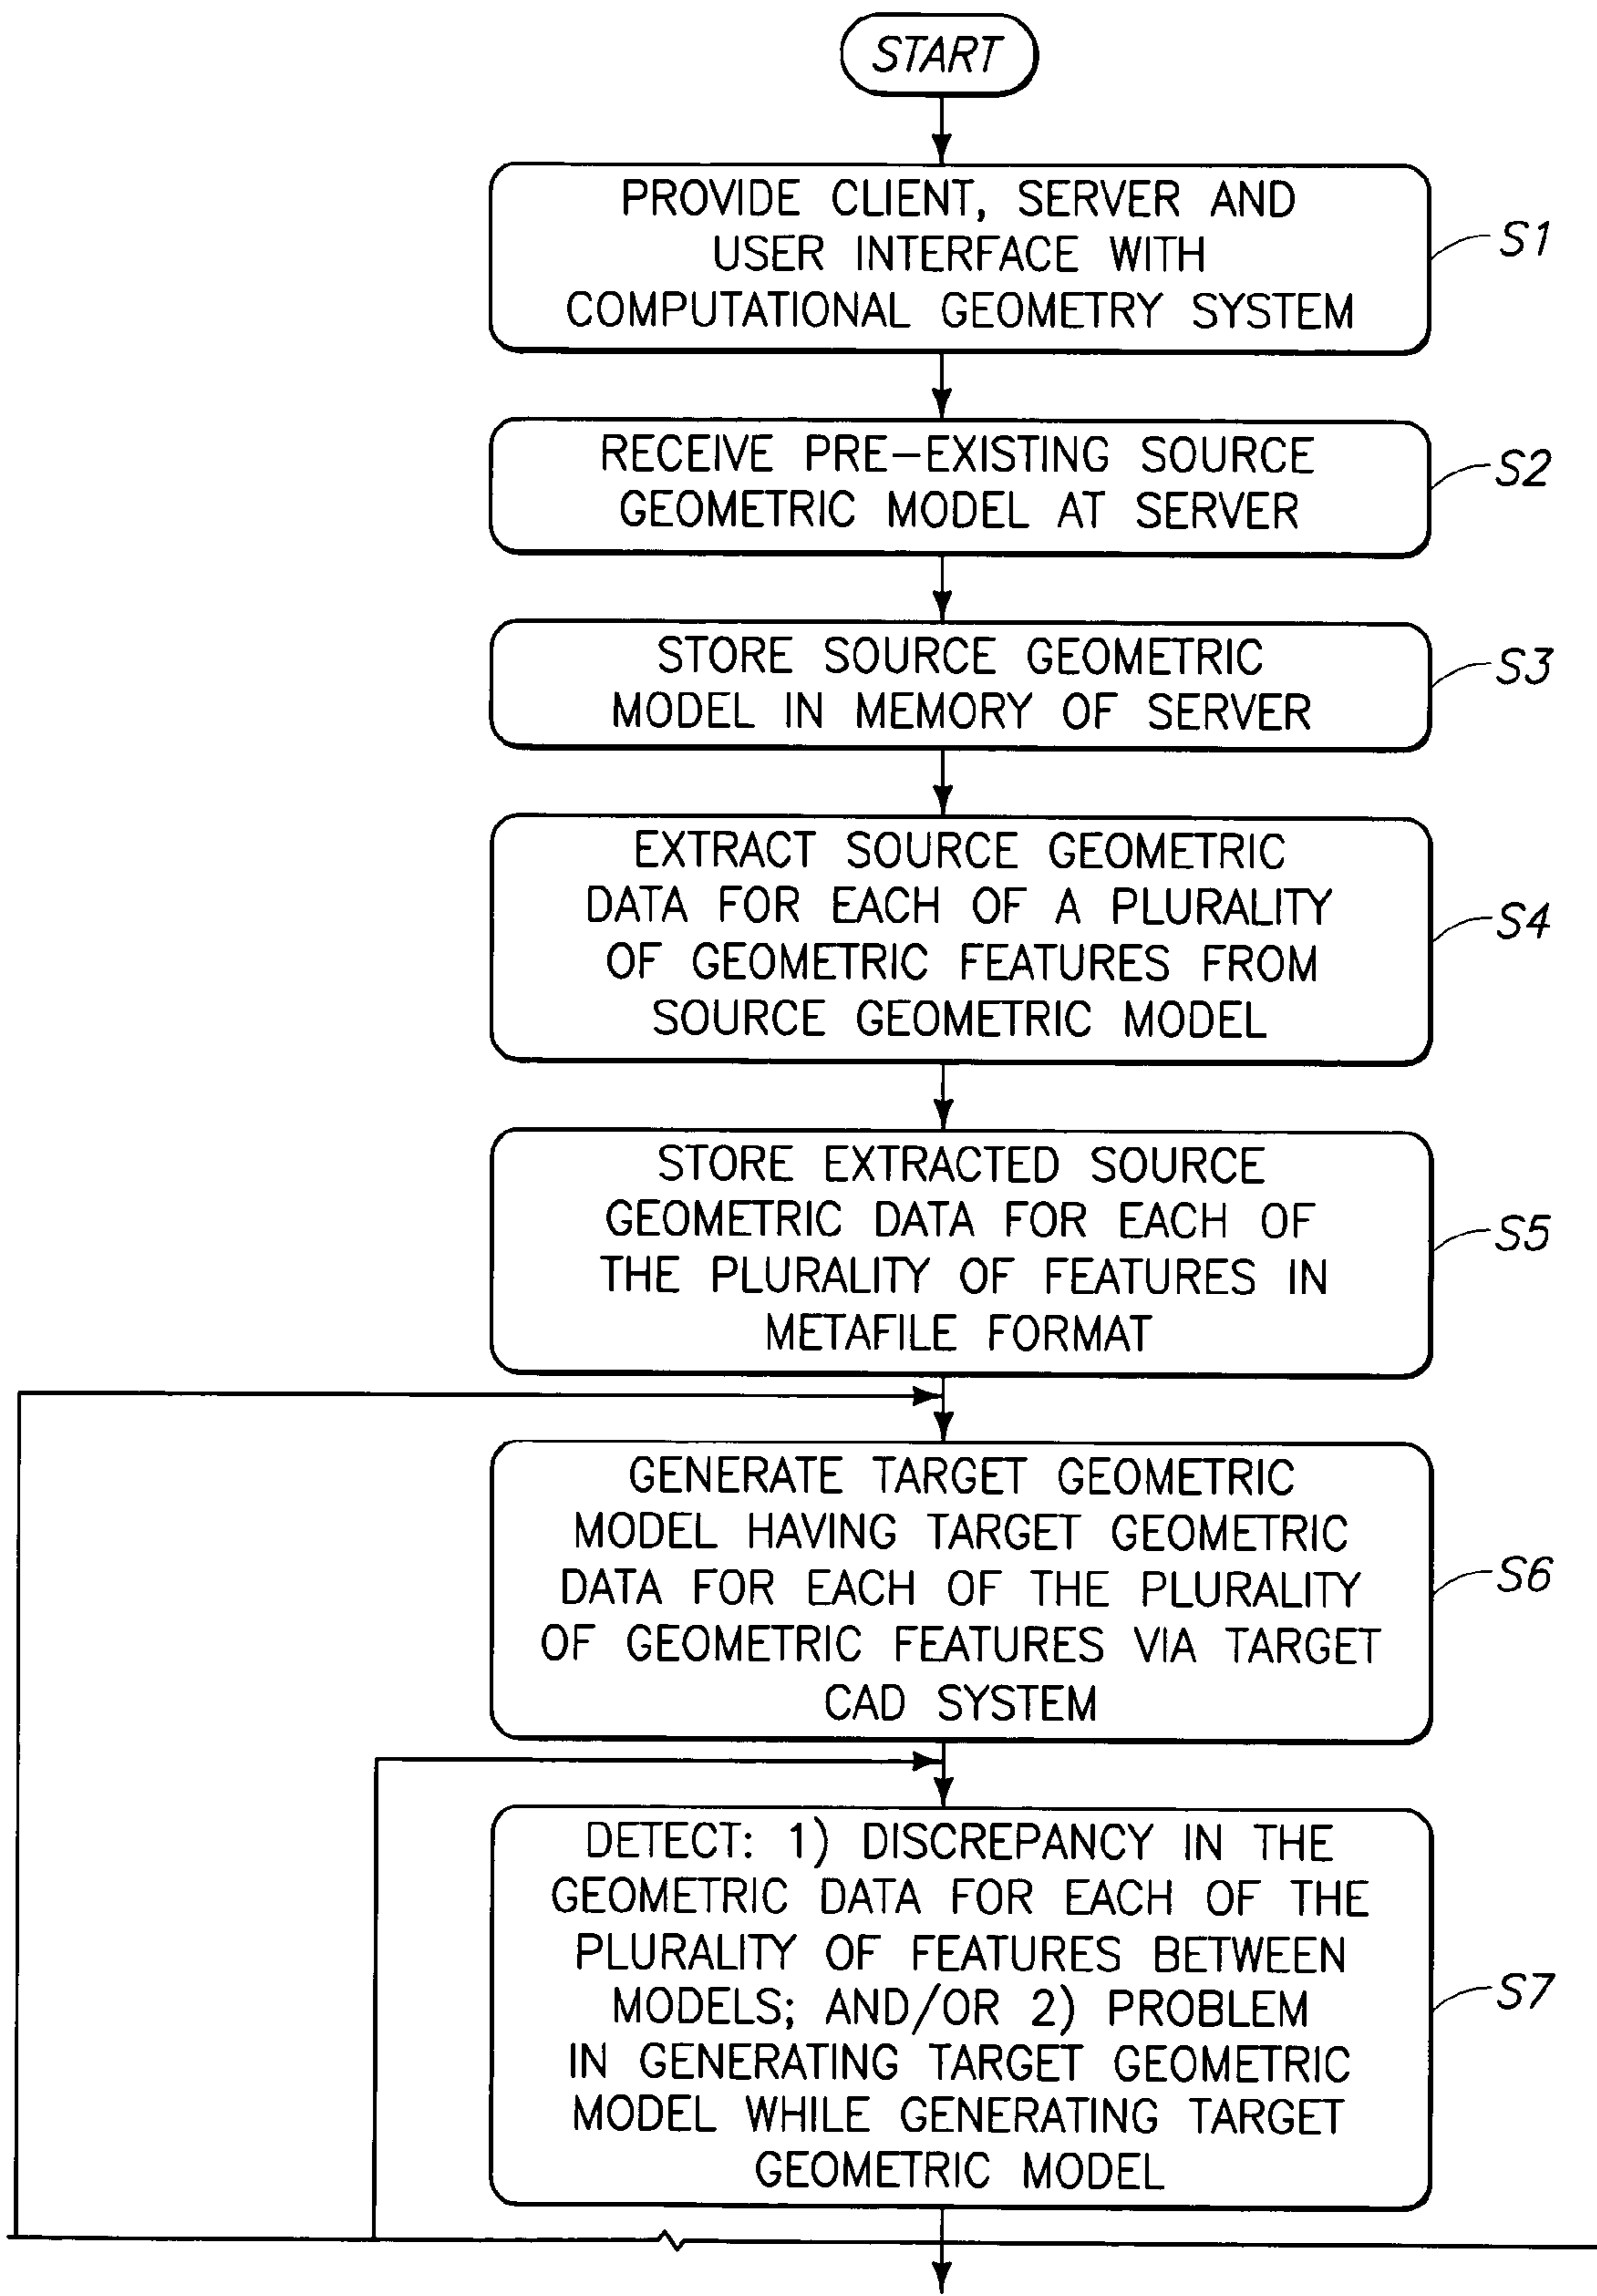 START
PROVIDE CLIENT, SERVER AND
USER INTERFACE WITH
COMPUTATIONAL GEOMETRY SYSTEM
S1
RECEIVE PRE-EXISTING SOURCE
GEOMETRIC MODEL AT SERVER
S2
STORE SOURCE GEOMETRIC
MODEL IN MEMORY OF SERVER
S3
EXTRACT SOURCE GEOMETRIC
DATA FOR EACH OF A PLURALITY
OF GEOMETRIC FEATURES FROM
SOURCE GEOMETRIC MODEL
S4
STORE EXTRACTED SOURCE
GEOMETRIC DATA FOR EACH OF
THE PLURALITY OF FEATURES IN
METAFILE FORMAT
S5
GENERATE TARGET GEOMETRIC
MODEL HAVING TARGET GEOMETRIC
DATA FOR EACH OF THE PLURALITY
OF GEOMETRIC FEATURES VIA TARGET
CAD SYSTEM
S6
DETECT: 1) DISCREPANCY IN THE
GEOMETRIC DATA FOR EACH OF THE
PLURALITY OF FEATURES BETWEEN
MODELS; AND/OR 2) PROBLEM
IN GENERATING TARGET GEOMETRIC
MODEL WHILE GENERATING TARGET
GEOMETRIC MODEL
S7